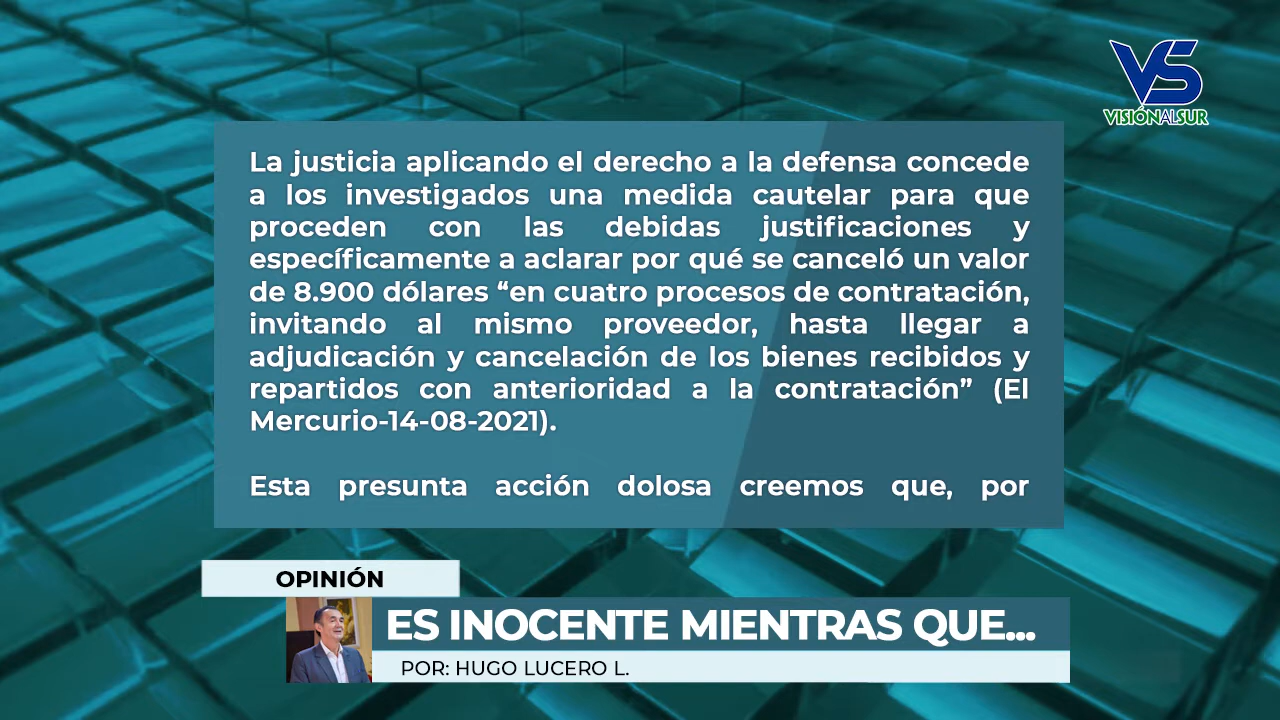 VS
VISIÓNALSUR
La justicia aplicando el derecho a la defensa concede
a los investigados una medida cautelar para que
proceden con las debidas justificaciones y
específicamente a aclarar por qué se canceló un valor
de 8.900 dólares “en cuatro procesos de contratación,
invitando al mismo proveedor, hasta llegar a
adjudicación y cancelación de los bienes recibidos y
repartidos con anterioridad a la contratación” (El
Mercurio-14-08-2021).
Esta presunta acción dolosa creemos que, por
OPINIÓN
ES INOCENTE MIENTRAS QUE...
POR: HUGO LUCERO L.